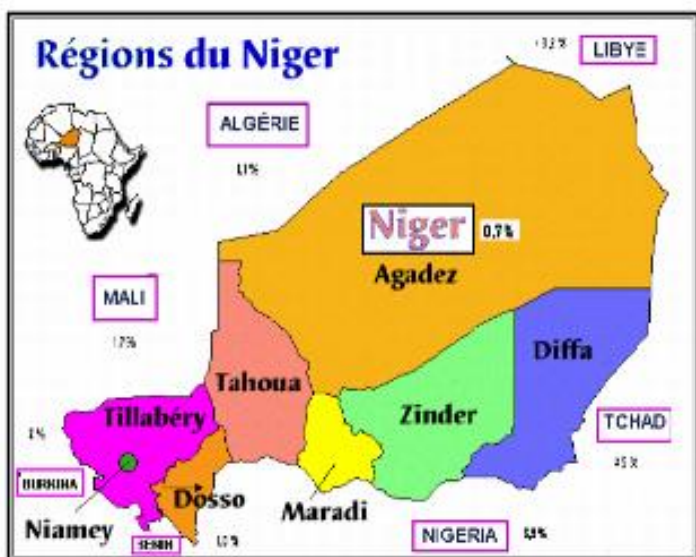 Régions du Niger
LIBYE
ALGÉRIE
Niger 0,7%
Agadez
MALI
Diffa
Tahoua
Zinder
Tillabéry
TCHAD
BURKINA
Dosso
Maradi
Niamey
NIGERIA